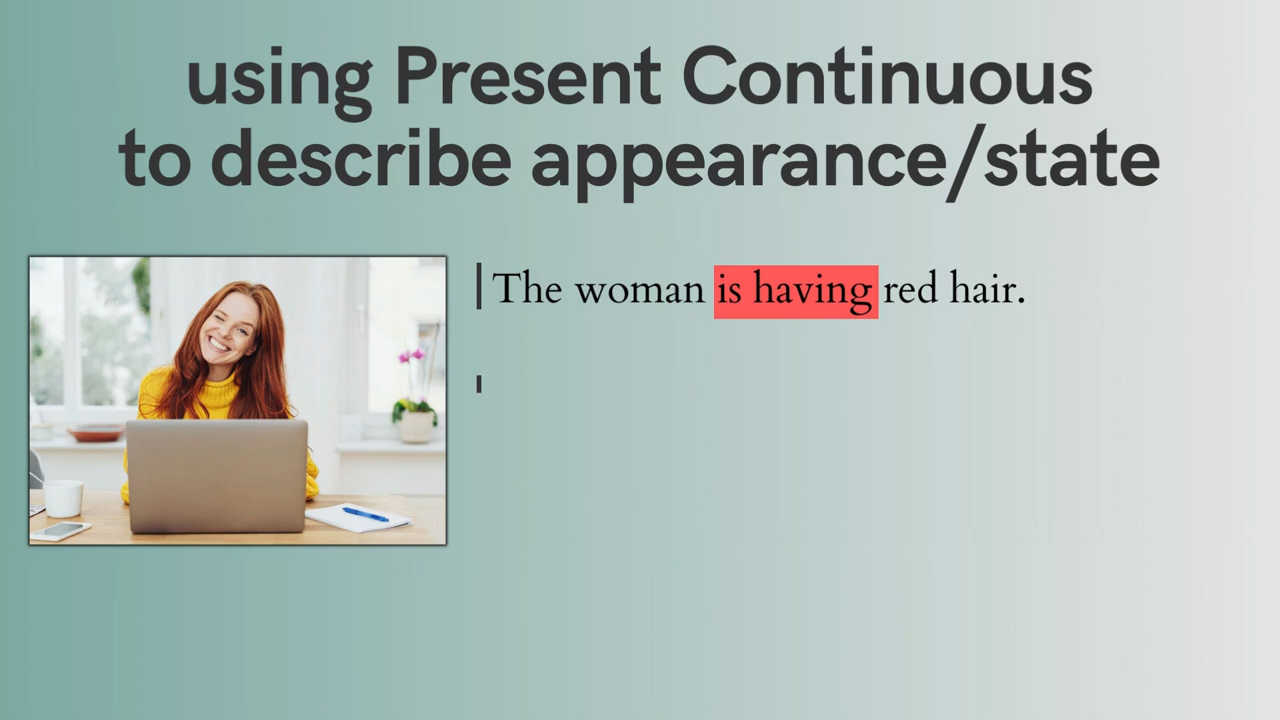 using Present Continuous
to describe appearance/state
The woman is having red hair.